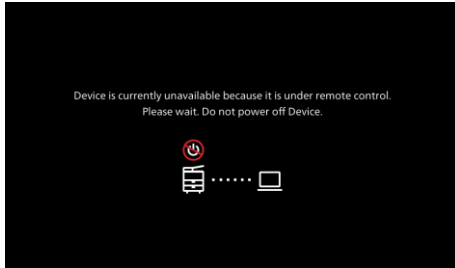 Device is currently unavailable because it is under remote control.
Please wait. Do not power off Device.